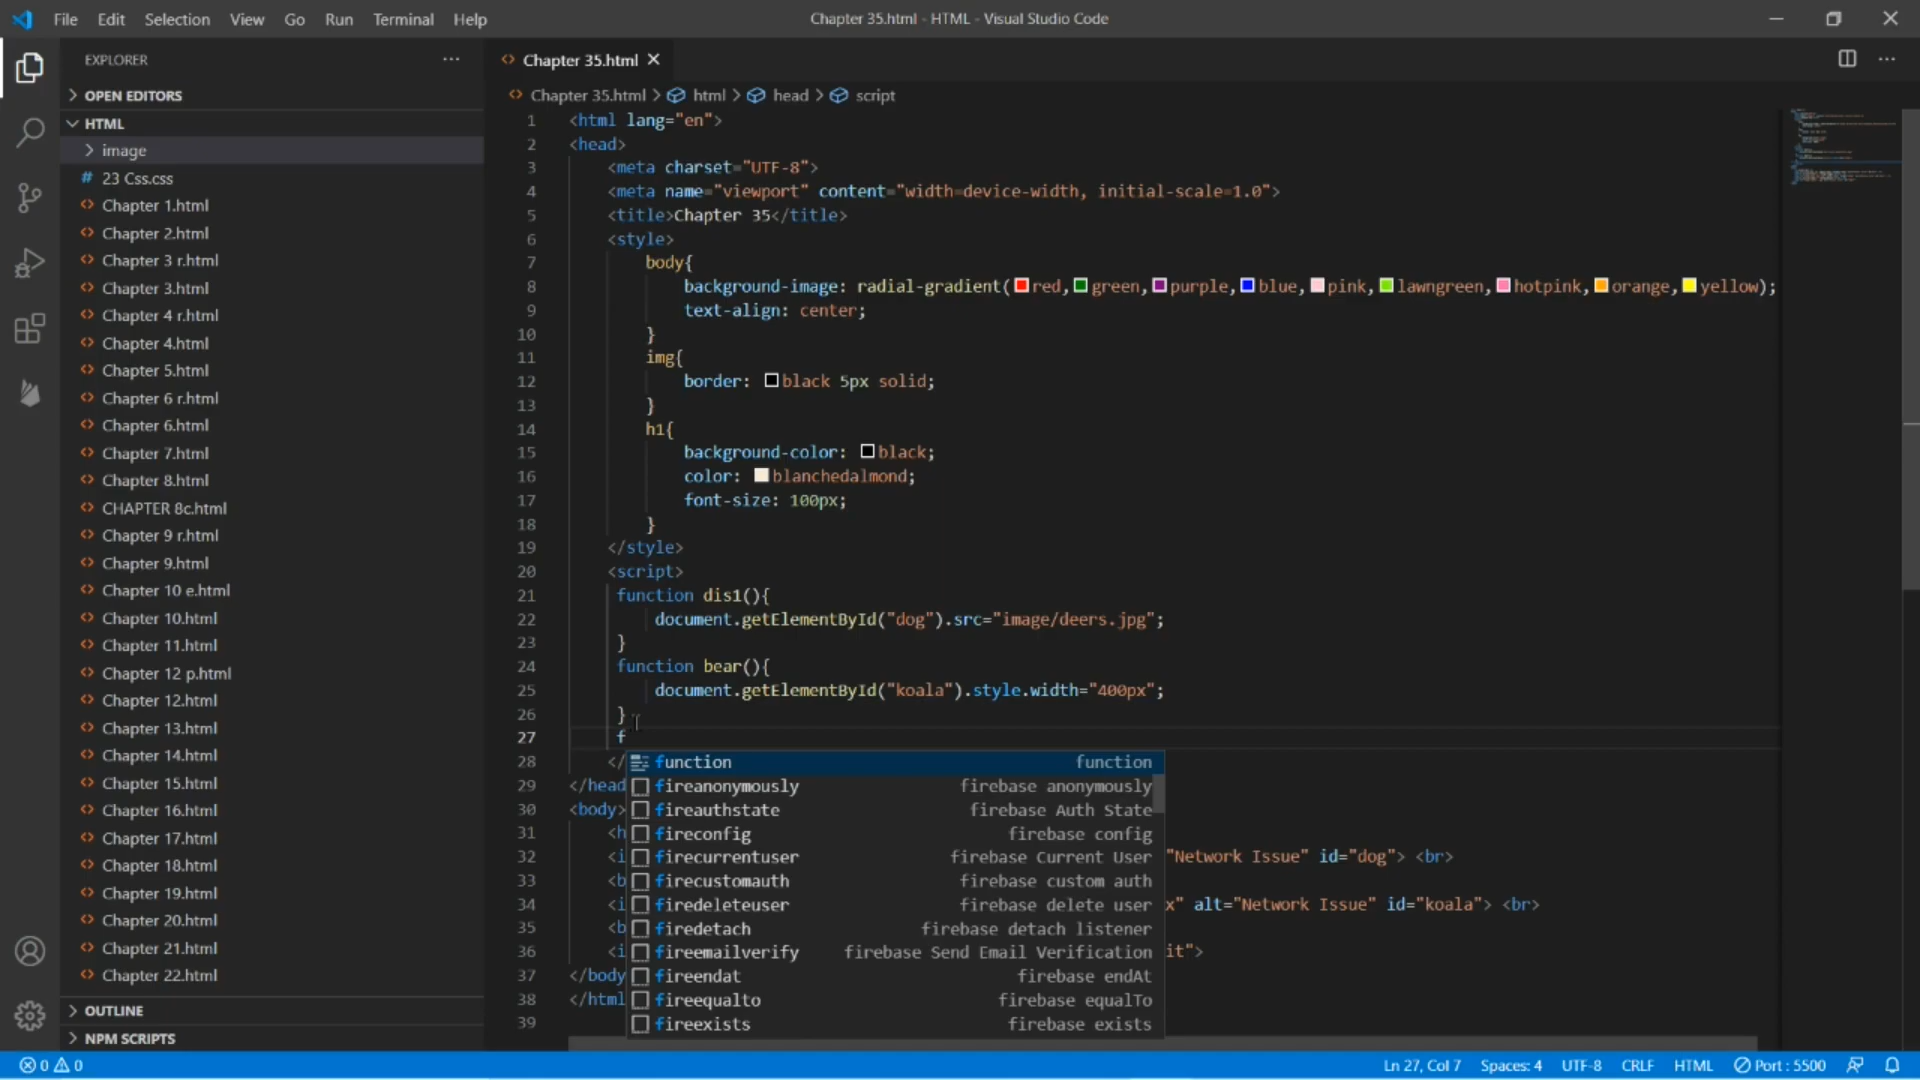 File Edit Selection View Go Run Terminal Help
Chapter 35.html - HTML - Visual Studio Code
EXPLORER
OPEN EDITORS
HTML
image
# 23 Css.css
Chapter 1.html
Chapter 2.html
Chapter 3 r.html
Chapter 3.html
Chapter 4 r.html
Chapter 4.html
Chapter 5.html
Chapter 6 r.html
Chapter 6.html
Chapter 7.html
Chapter 8.html
CHAPTER 8c.html
Chapter 9 r.html
Chapter 9.html
Chapter 10 e.html
Chapter 10.html
Chapter 11.html
Chapter 12 p.html
Chapter 12.html
Chapter 13.html
Chapter 14.html
Chapter 15.html
Chapter 16.html
Chapter 17.html
Chapter 18.html
Chapter 19.html
Chapter 20.html
Chapter 21.html
Chapter 22.html
OUTLINE
NPM SCRIPTS
Chapter 35.html
Chapter 35.html > html > head > script
1 <html lang="en">
2 <head>
3 <meta charset="UTF-8">
4 <meta name="viewport" content="width=device-width, initial-scale=1.0">
5 <title>Chapter 35</title>
6 <style>
7 body{
8 background-image: radial-gradient(red,green,purple,blue,pink,lawngreen,hotpink,orange,yellow);
9 text-align: center;
10 }
11 img{
12 border: black 5px solid;
13 }
14 h1{
15 background-color: black;
16 color: blanchedalmond;
17 font-size: 100px;
18 }
19 </style>
20 <script>
21 function dis1(){
22 document.getElementById("dog").src="image/deers.jpg";
23 }
24 function bear(){
25 document.getElementById("koala").style.width="400px";
26 }
27 f
28 </
29 </head
30 <body>
31 <h
32 <i "Network Issue" id="dog"> <br>
33 <b
34 <i x" alt="Network Issue" id="koala"> <br>
35 <b
36 <i it">
37 </body
38 </html
39
function function
fireanonymously firebase anonymously
fireauthstate firebase Auth State
fireconfig firebase config
firecurrentuser firebase Current User
firecustomauth firebase custom auth
firedeleteuser firebase delete user
firedetach firebase detach listener
fireemailverify firebase Send Email Verification
fireendat firebase endAt
fireequalto firebase equalTo
fireexists firebase exists
0 0
Ln 27, Col 7 Spaces: 4 UTF-8 CRLF HTML Port : 5500